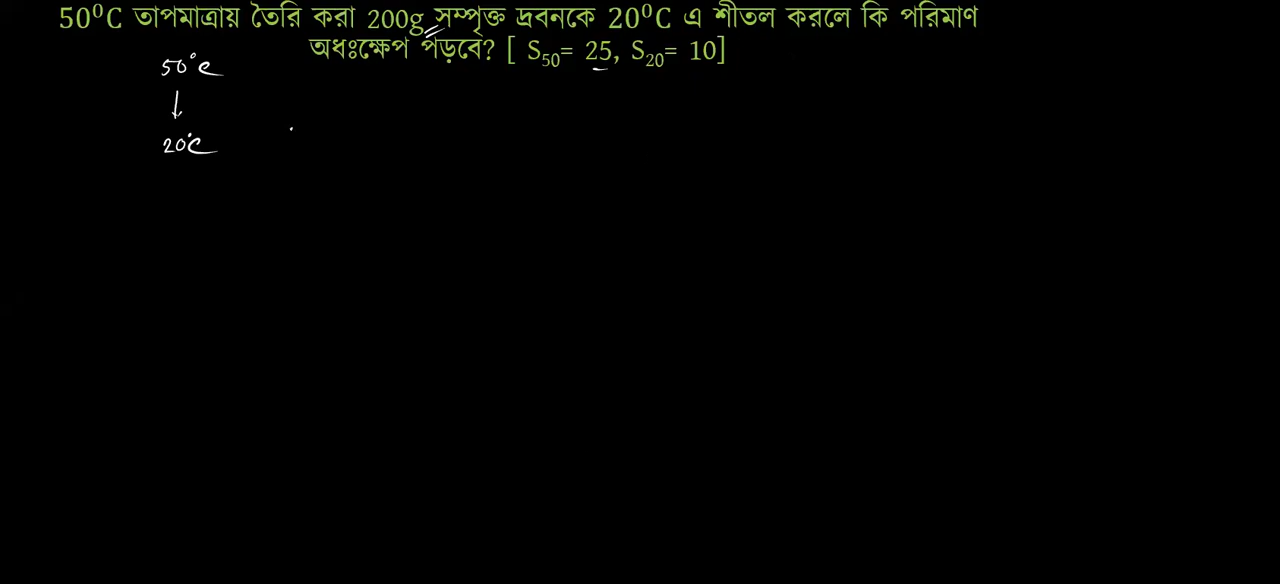 50⁰C তাপমাত্রায় তৈরি করা 200g সম্পৃক্ত দ্রবনকে 20⁰C এ শীতল করলে কি পরিমাণ
অধঃক্ষেপ পড়বে? [ S₅₀= 25, S₂₀= 10]
50°C
↓
20°C